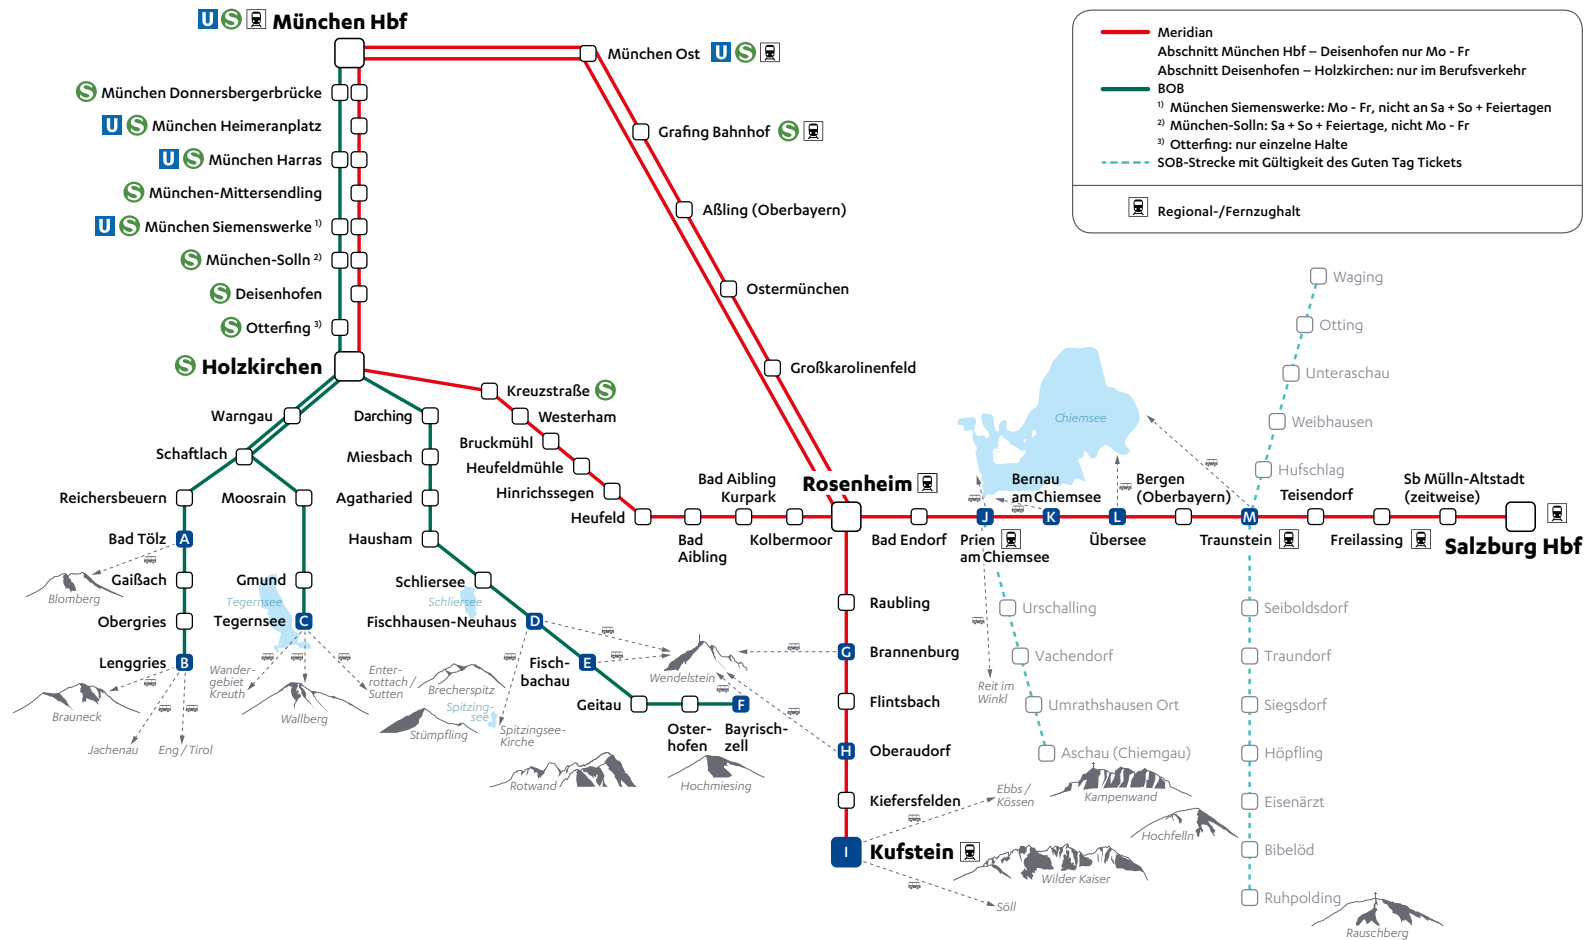 U S München Hbf
München Ost U S
S München Donnersbergerbrücke
U S München Heimeranplatz
U S München Harras
S München-Mittersendling
U S München Siemenswerke 1)
S München-Solln 2)
S Deisenhofen
S Otterfing 3)
S Holzkirchen
Grafing Bahnhof S
Aßling (Oberbayern)
Ostermünchen
Großkarolinenfeld
Meridian
Abschnitt München Hbf – Deisenhofen nur Mo - Fr
Abschnitt Deisenhofen – Holzkirchen: nur im Berufsverkehr
BOB
1) München Siemenswerke: Mo - Fr, nicht an Sa + So + Feiertagen
2) München-Solln: Sa + So + Feiertage, nicht Mo - Fr
3) Otterfing: nur einzelne Halte
SOB-Strecke mit Gültigkeit des Guten Tag Tickets
Regional-/Fernzughalt
Waging
Otting
Unteraschau
Weibhausen
Hufschlag
Kreuzstraße S
Westerham
Bruckmühl
Heufeldmühle
Hinrichssegen
Heufeld
Bad
Aibling
Bad Aibling
Kurpark
Kolbermoor
Rosenheim
Bad Endorf
J
Prien
am Chiemsee
Chiemsee
K
Bernau
am Chiemsee
L
Übersee
Bergen
(Oberbayern)
M
Traunstein
Teisendorf
Freilassing
Sb Mülln-Altstadt
(zeitweise)
Salzburg Hbf
Warngau
Schaftlach
Reichersbeuern
A
Bad Tölz
Blomberg
Gaißach
Obergries
Lenggries
B
Brauneck
Jachenau
Eng / Tirol
Moosrain
Gmund
Tegernsee
Tegernsee
C
Wander-
gebiet
Kreuth
Wallberg
Enter-
rottach /
Sutten
Darching
Miesbach
Agatharied
Hausham
Schliersee
Schliersee
Fischhausen-Neuhaus
D
Brecherspitz
Spitzing-
see
Stümpfling
Spitzingsee-
Kirche
Rotwand
E
Fisch-
bachau
Geitau
Oster-
hofen
F
Bayrisch-
zell
Hochmiesing
Wendelstein
Raubling
G
Brannenburg
Flintsbach
H
Oberaudorf
Kiefersfelden
I
Kufstein
Ebbs /
Kössen
Söll
Wilder Kaiser
Reit im
Winkl
Urschalling
Vachendorf
Umrathshausen Ort
Aschau (Chiemgau)
Kampenwand
Hochfelln
Seiboldsdorf
Traundorf
Siegsdorf
Höpfling
Eisenärzt
Bibelöd
Ruhpolding
Rauschberg